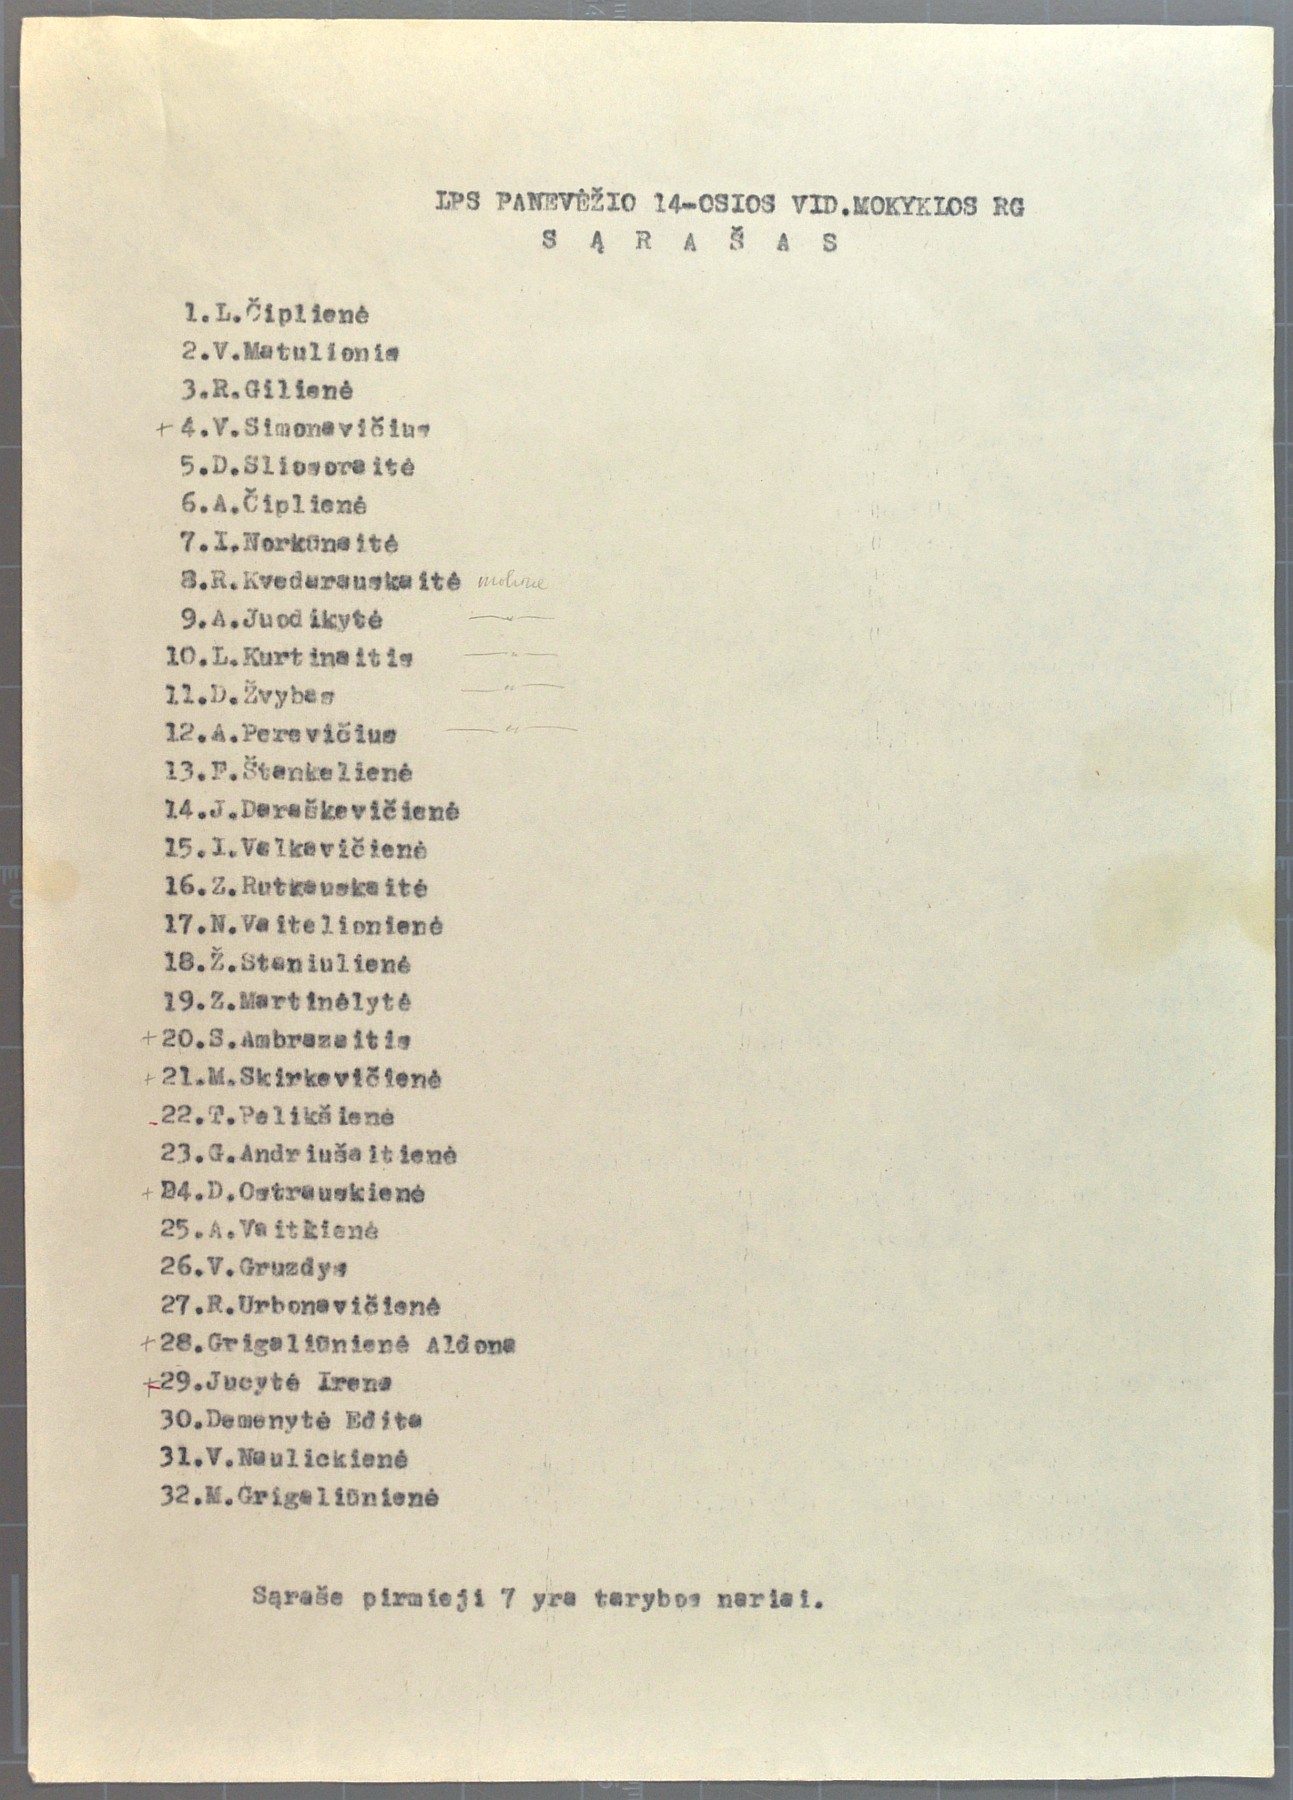 LPS PANEVĖŽIO 14-OSIOS VID.MOKYKLOS RG
S Ą R A Š A S
1.L.Čiplienė
2.V.Matulionis
3.R.Gilienė
+ 4.V.Simonavičius
5.D.Sliesoraitė
6.A.Čiplienė
7.I.Norkūnaitė
8.R.Kvedarauskaitė
9.A.Juodikytė —"—
10.L.Kurtinaitis —"—
11.D.Žvybas —"—
12.A.Peravičius —"—
13.F.Štankelienė
14.J.Daraškevičienė
15.I.Valkavičienė
16.Z.Rutkauskaitė
17.N.Vaitelionienė
18.Ž.Staniulienė
19.Z.Martinėlytė
+ 20.S.Ambrazaitis
+ 21.M.Skirkevičienė
- 22.T.Pelikšienė
23.G.Andriušaitienė
+ 24.D.Ostrauskienė
25.A.Vaitkienė
26.V.Gruzdys
27.R.Urbonavičienė
+ 28.Grigaliūnienė Aldona
+ 29.Jucytė Irena
30.Demenytė Edita
31.V.Naulickienė
32.M.Grigaliūnienė
Sąraše pirmieji 7 yra tarybos nariai.